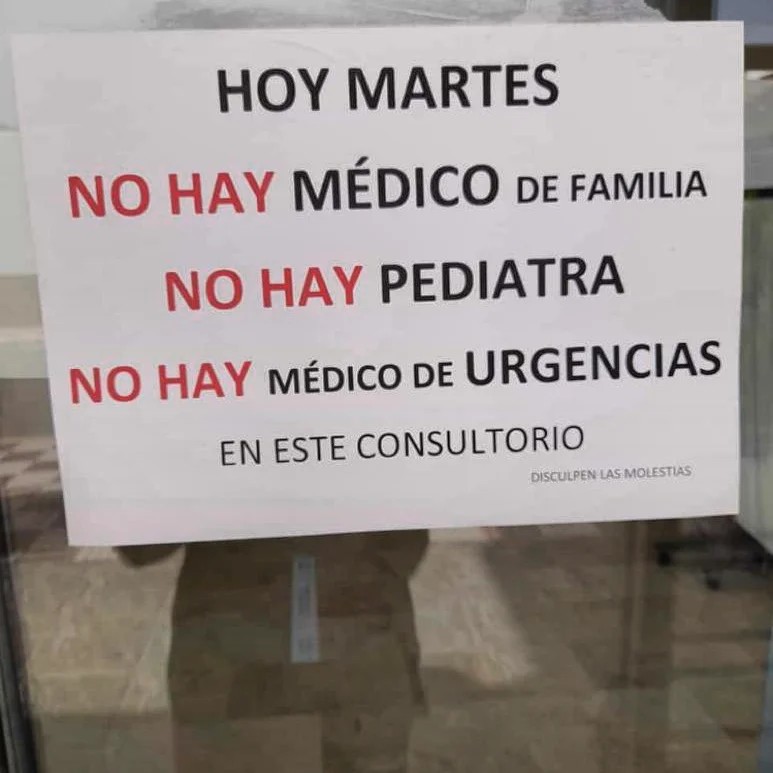 HOY MARTES
NO HAY MÉDICO DE FAMILIA
NO HAY PEDIATRA
NO HAY MÉDICO DE URGENCIAS
EN ESTE CONSULTORIO
DISCULPEN LAS MOLESTIAS